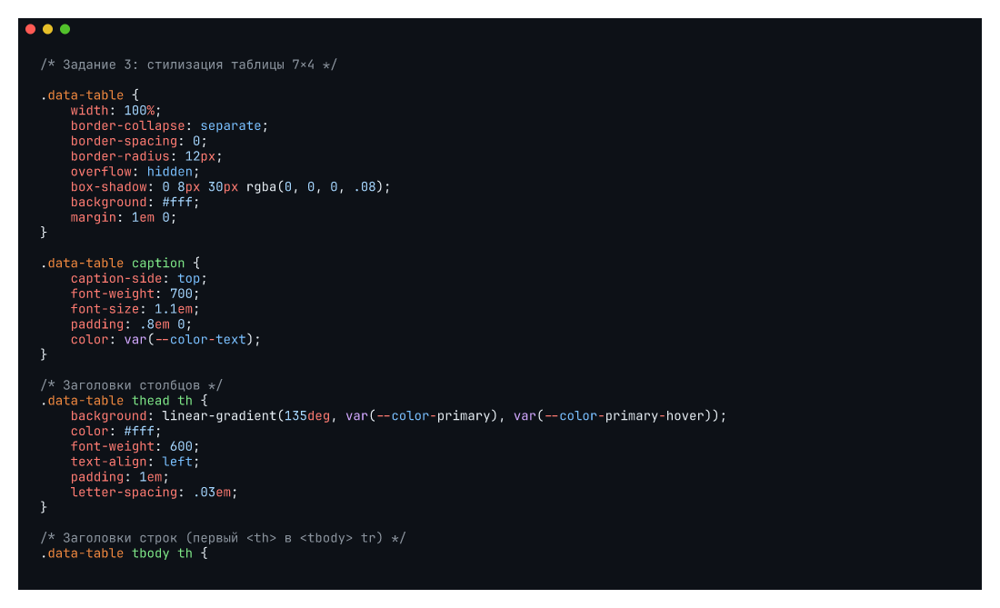 /* Задание 3: стилизация таблицы 7×4 */
.data-table {
    width: 100%;
    border-collapse: separate;
    border-spacing: 0;
    border-radius: 12px;
    overflow: hidden;
    box-shadow: 0 8px 30px rgba(0, 0, 0, .08);
    background: #fff;
    margin: 1em 0;
}
.data-table caption {
    caption-side: top;
    font-weight: 700;
    font-size: 1.1em;
    padding: .8em 0;
    color: var(--color-text);
}
/* Заголовки столбцов */
.data-table thead th {
    background: linear-gradient(135deg, var(--color-primary), var(--color-primary-hover));
    color: #fff;
    font-weight: 600;
    text-align: left;
    padding: 1em;
    letter-spacing: .03em;
}
/* Заголовки строк (первый <th> в <tbody> tr) */
.data-table tbody th {